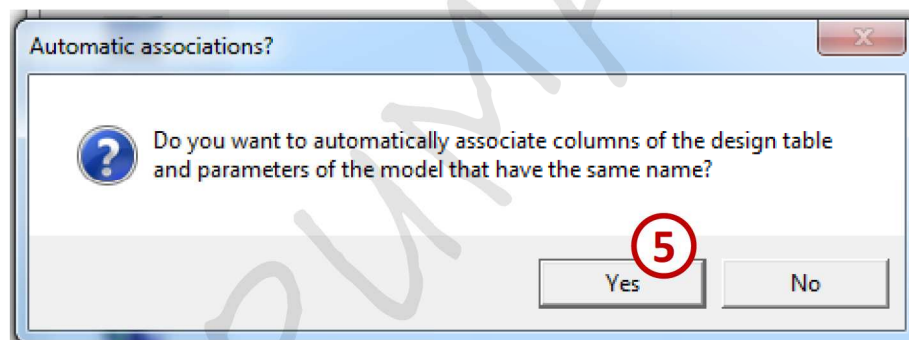 Automatic associations?
Do you want to automatically associate columns of the design table
and parameters of the model that have the same name?
5
Yes
No